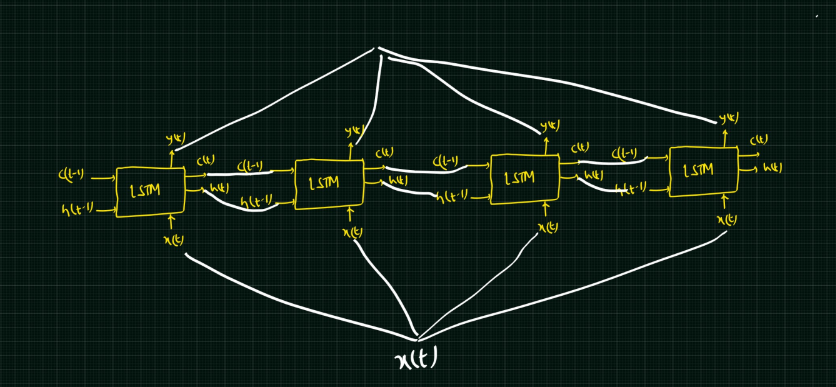 y(t) y(t) y(t) y(t)
c(t-1) LSTM c(t) c(t-1) LSTM c(t) c(t-1) LSTM c(t) c(t-1) LSTM c(t)
h(t-1) h(t) h(t-1) h(t) h(t-1) h(t) h(t-1) h(t)
x(t) x(t) x(t) x(t)
x(t)